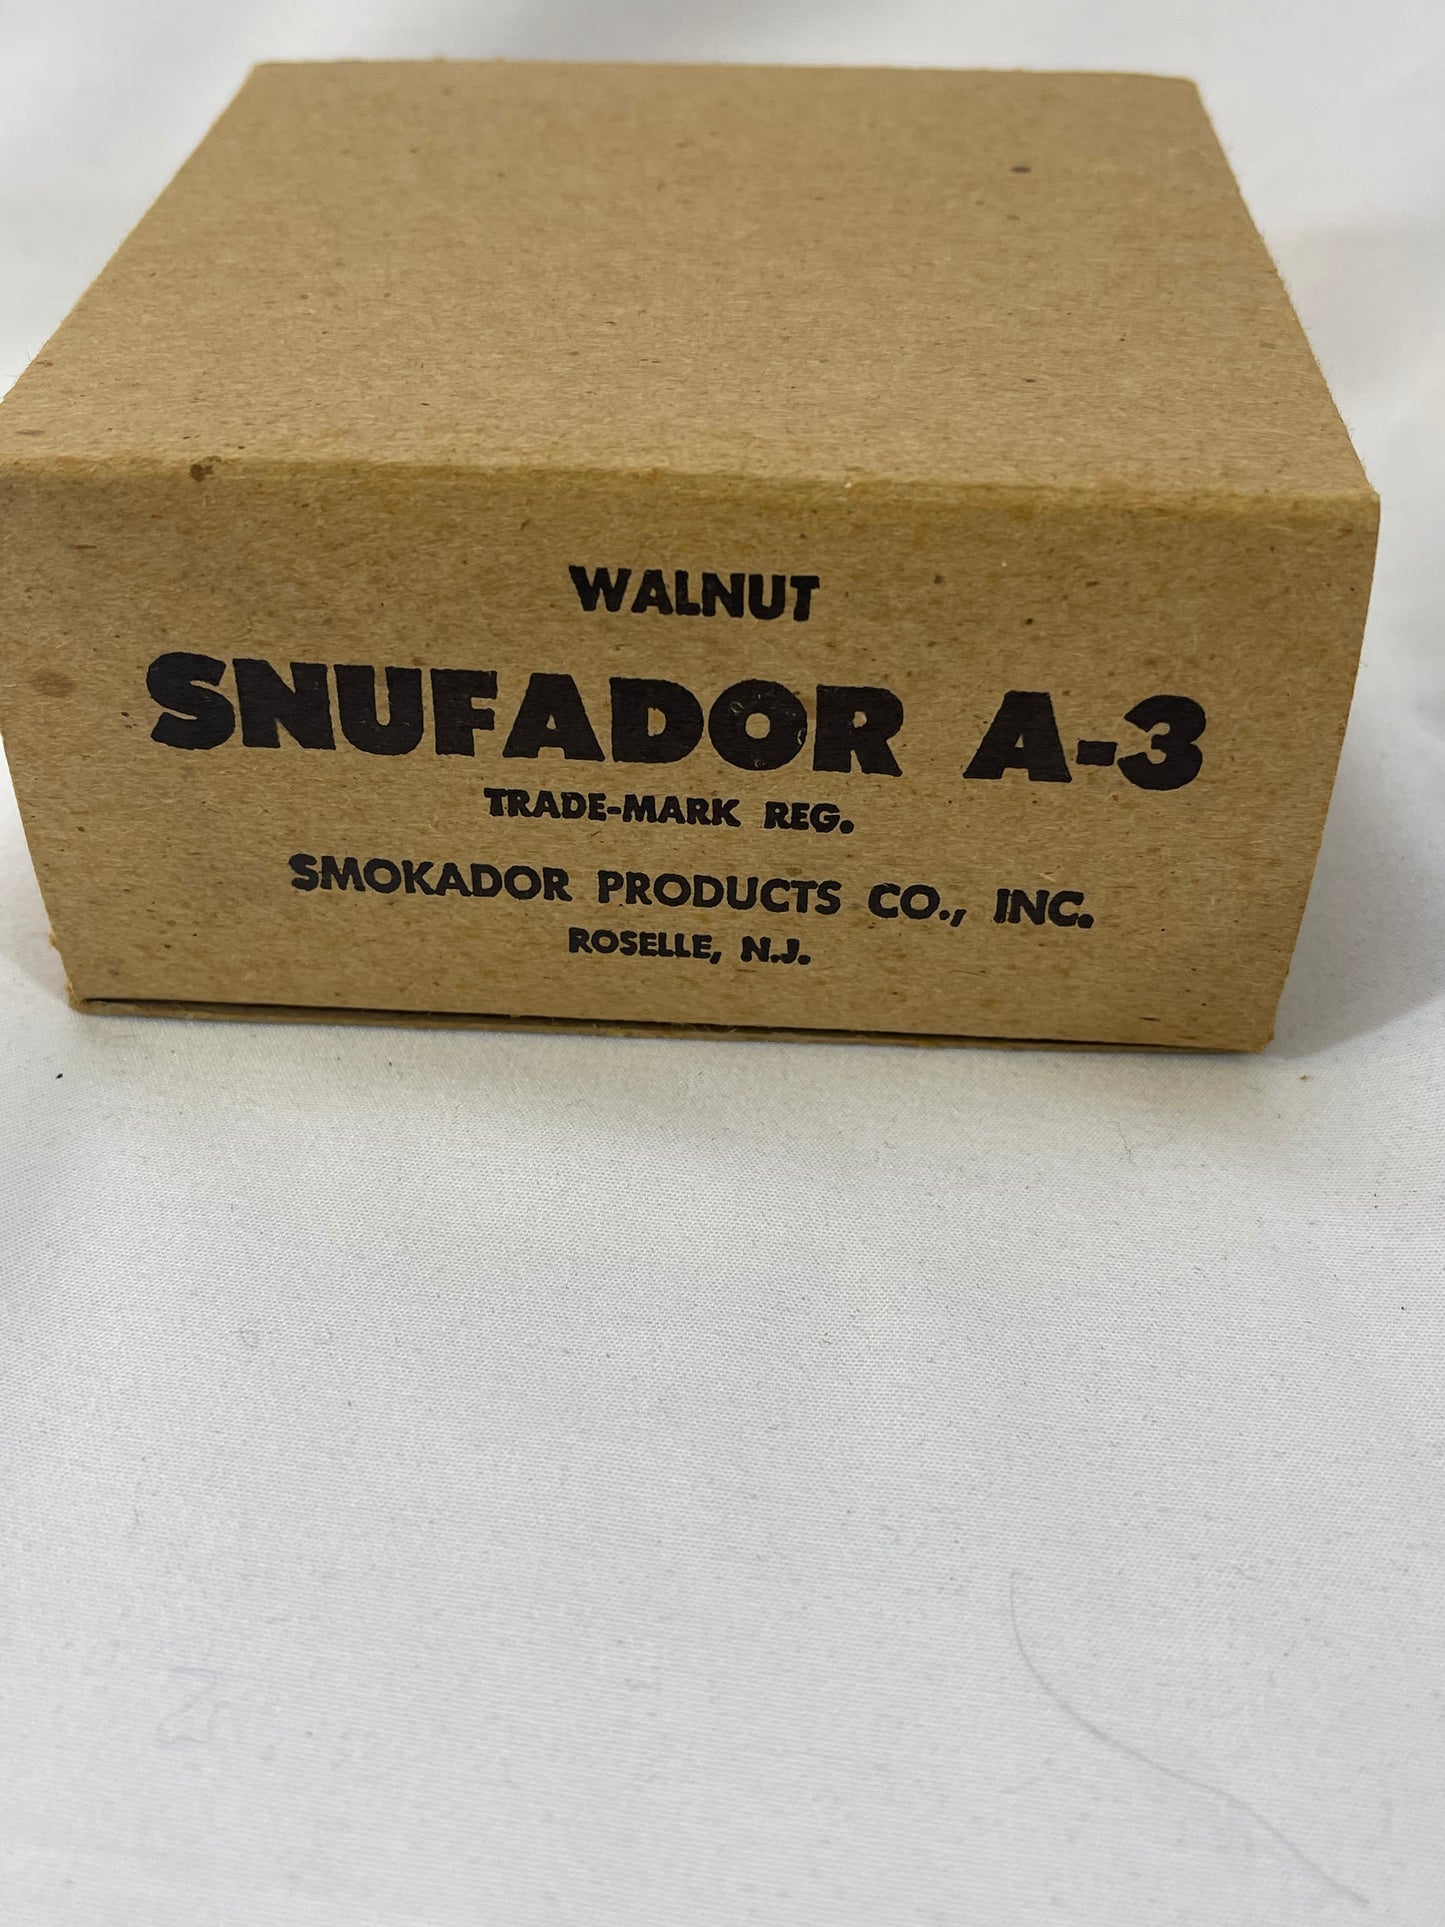 WALNUT
SNUFADOR A-3
TRADE-MARK REG.
SMOKADOR PRODUCTS CO., INC.
ROSELLE, N.J.